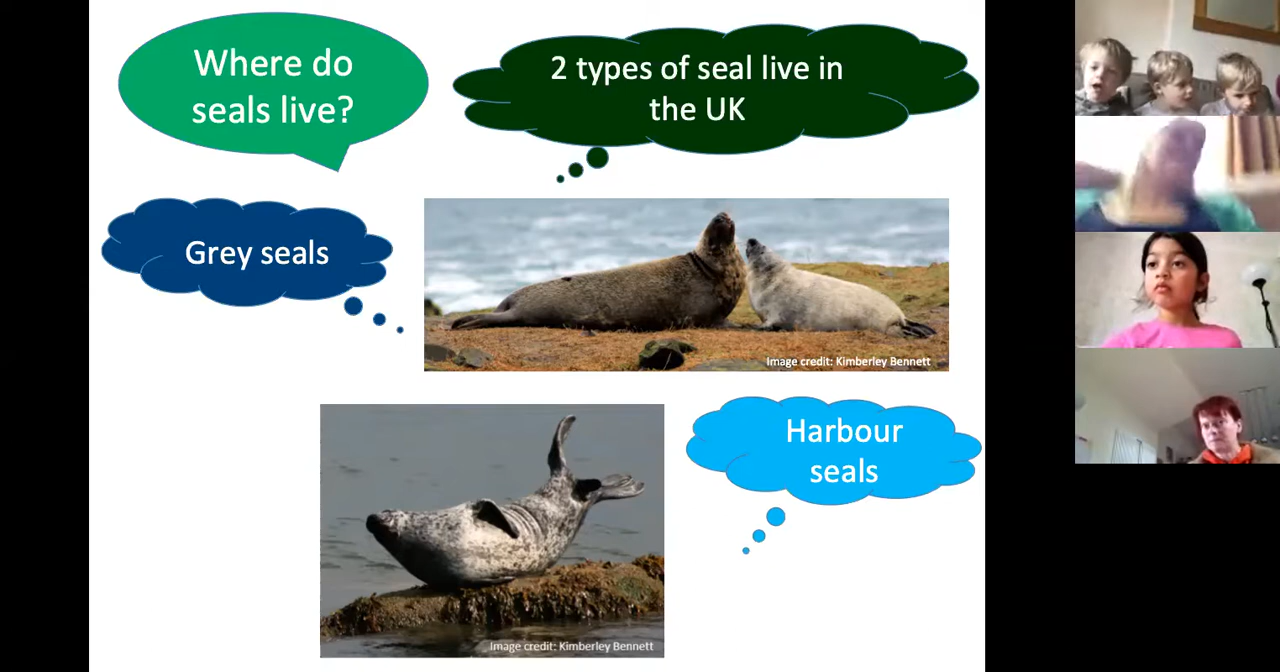 Where do
seals live?
2 types of seal live in
the UK
Grey seals
Image credit: Kimberley Bennett
Harbour
seals
Image credit: Kimberley Bennett